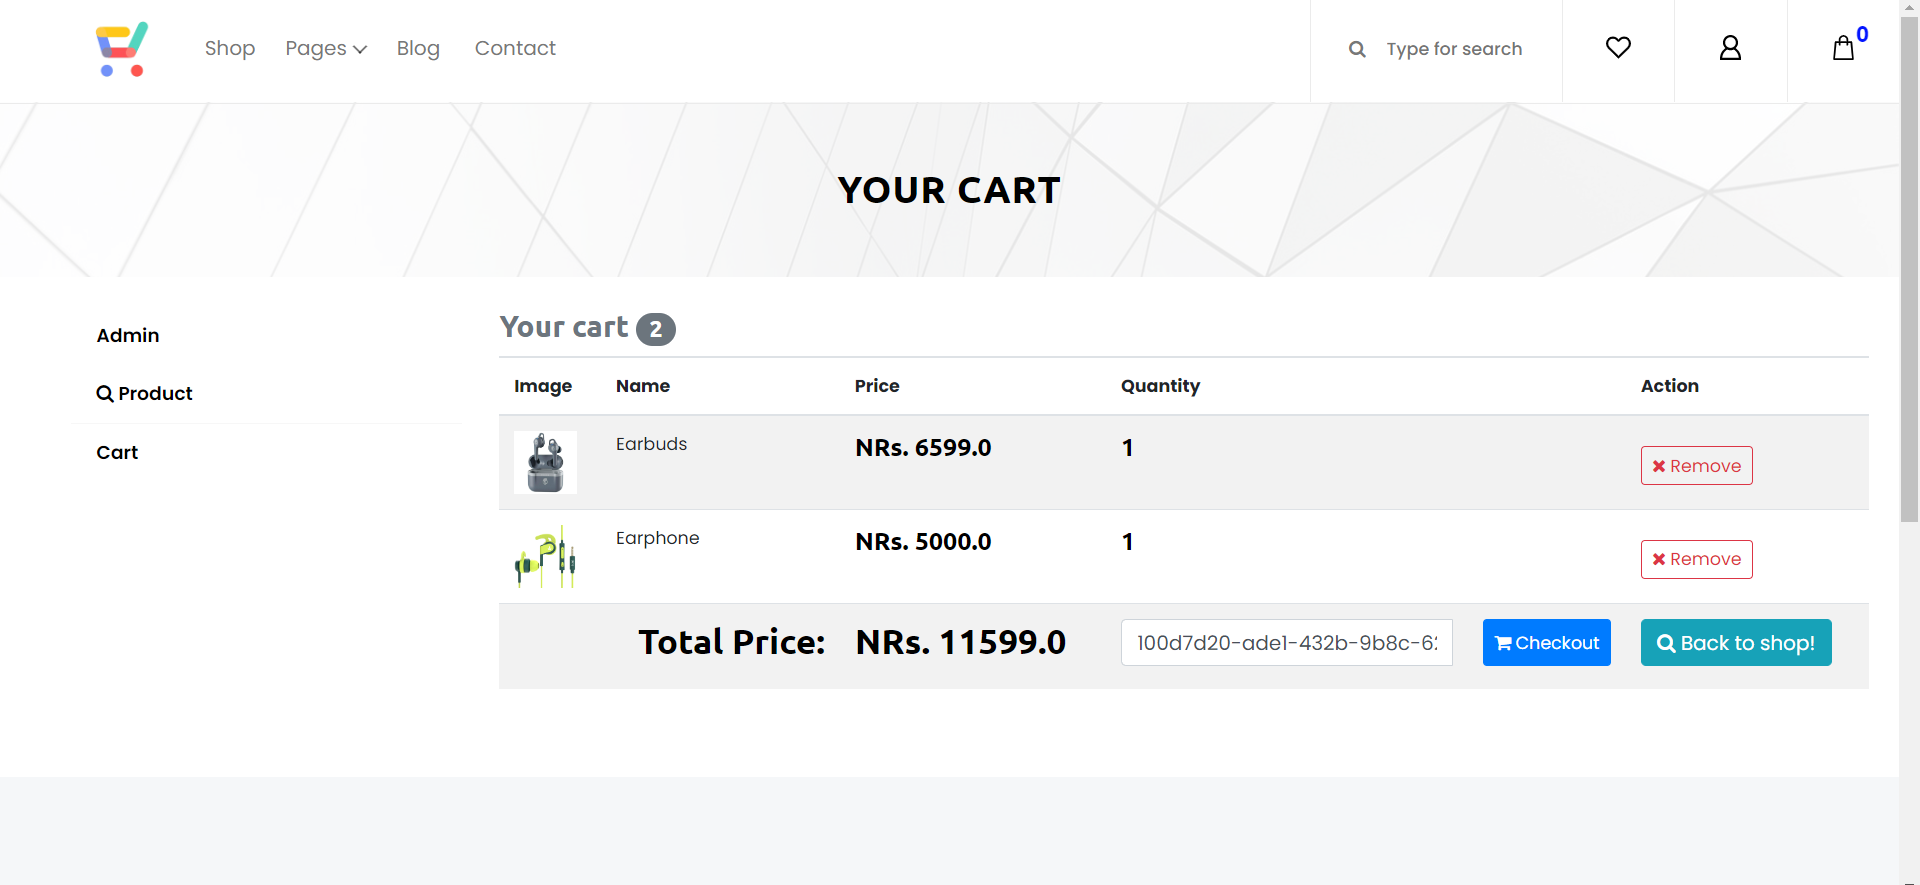 Shop Pages Blog Contact Type for search 0
YOUR CART
Admin
Product
Cart
Your cart 2
Image Name Price Quantity Action
Earbuds NRs. 6599.0 1 Remove
Earphone NRs. 5000.0 1 Remove
Total Price: NRs. 11599.0 100d7d20-ade1-432b-9b8c-62 Checkout Back to shop!